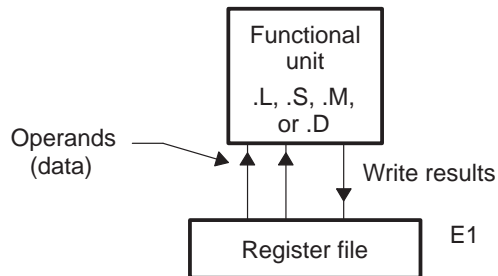 Functional
unit
.L, .S, .M,
or .D
Operands
(data)
Write results
Register file
E1